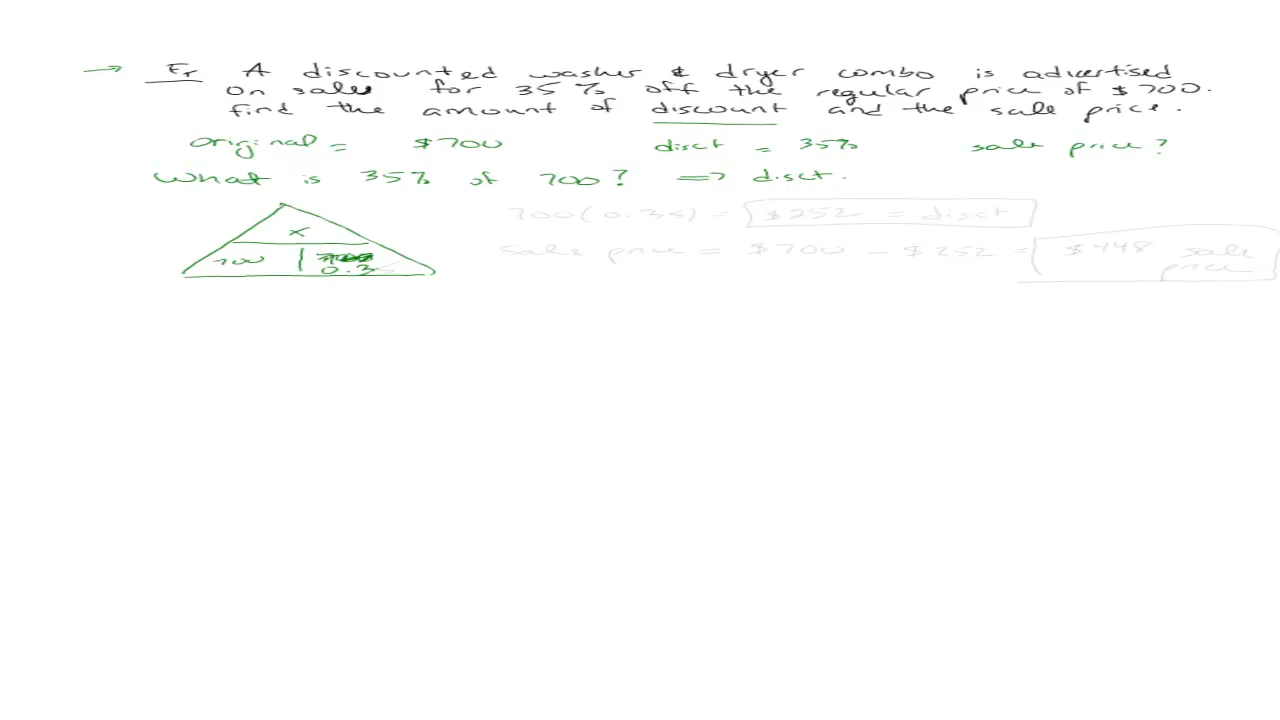 → Ex A discounted washer & dryer combo is advertised
on sale for 35% off the regular price of $700.
find the amount of discount and the sale price.
original = $700 disct = 35% sale price?
What is 35% of 700? ⟹ disct.
700(0.36) = $252 = disct
x
sale price = $700 - $252 = $448 sale
700 0.3
price